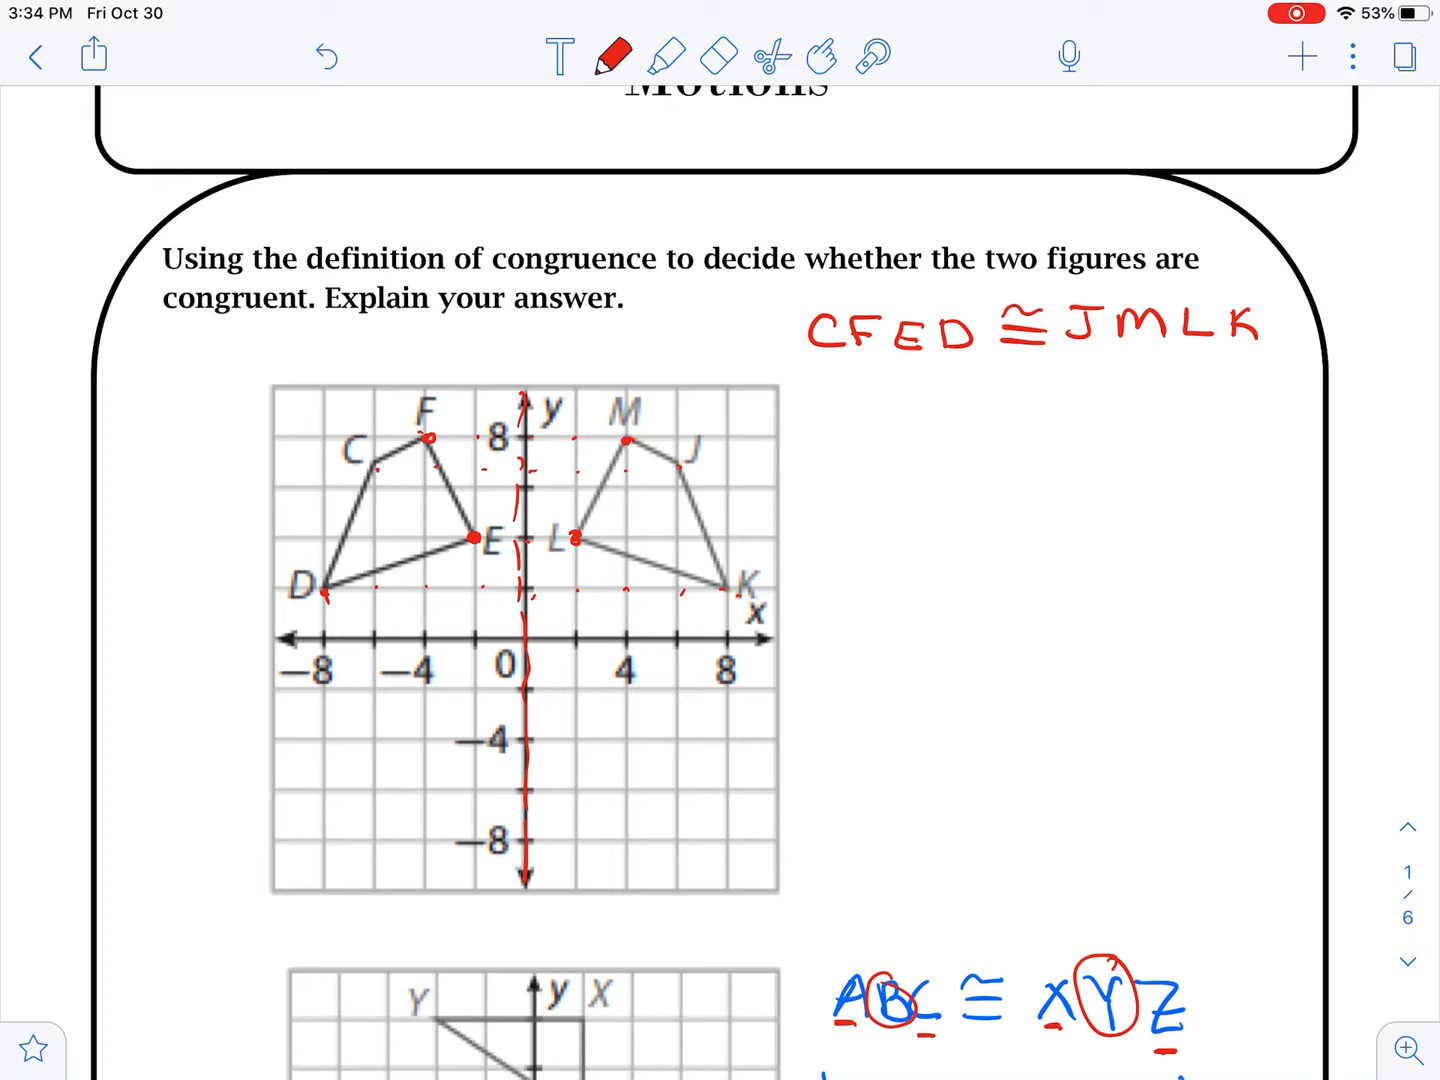 3:34 PM Fri Oct 30
53%
T
Motions
Using the definition of congruence to decide whether the two figures are
congruent. Explain your answer.
CFED ≅ JMLK
F
y
M
C
8
J
E
L
D
K
x
−8
−4
0
4
8
−4
−8
1
/
6
Y
y
X
ABC ≅ XYZ